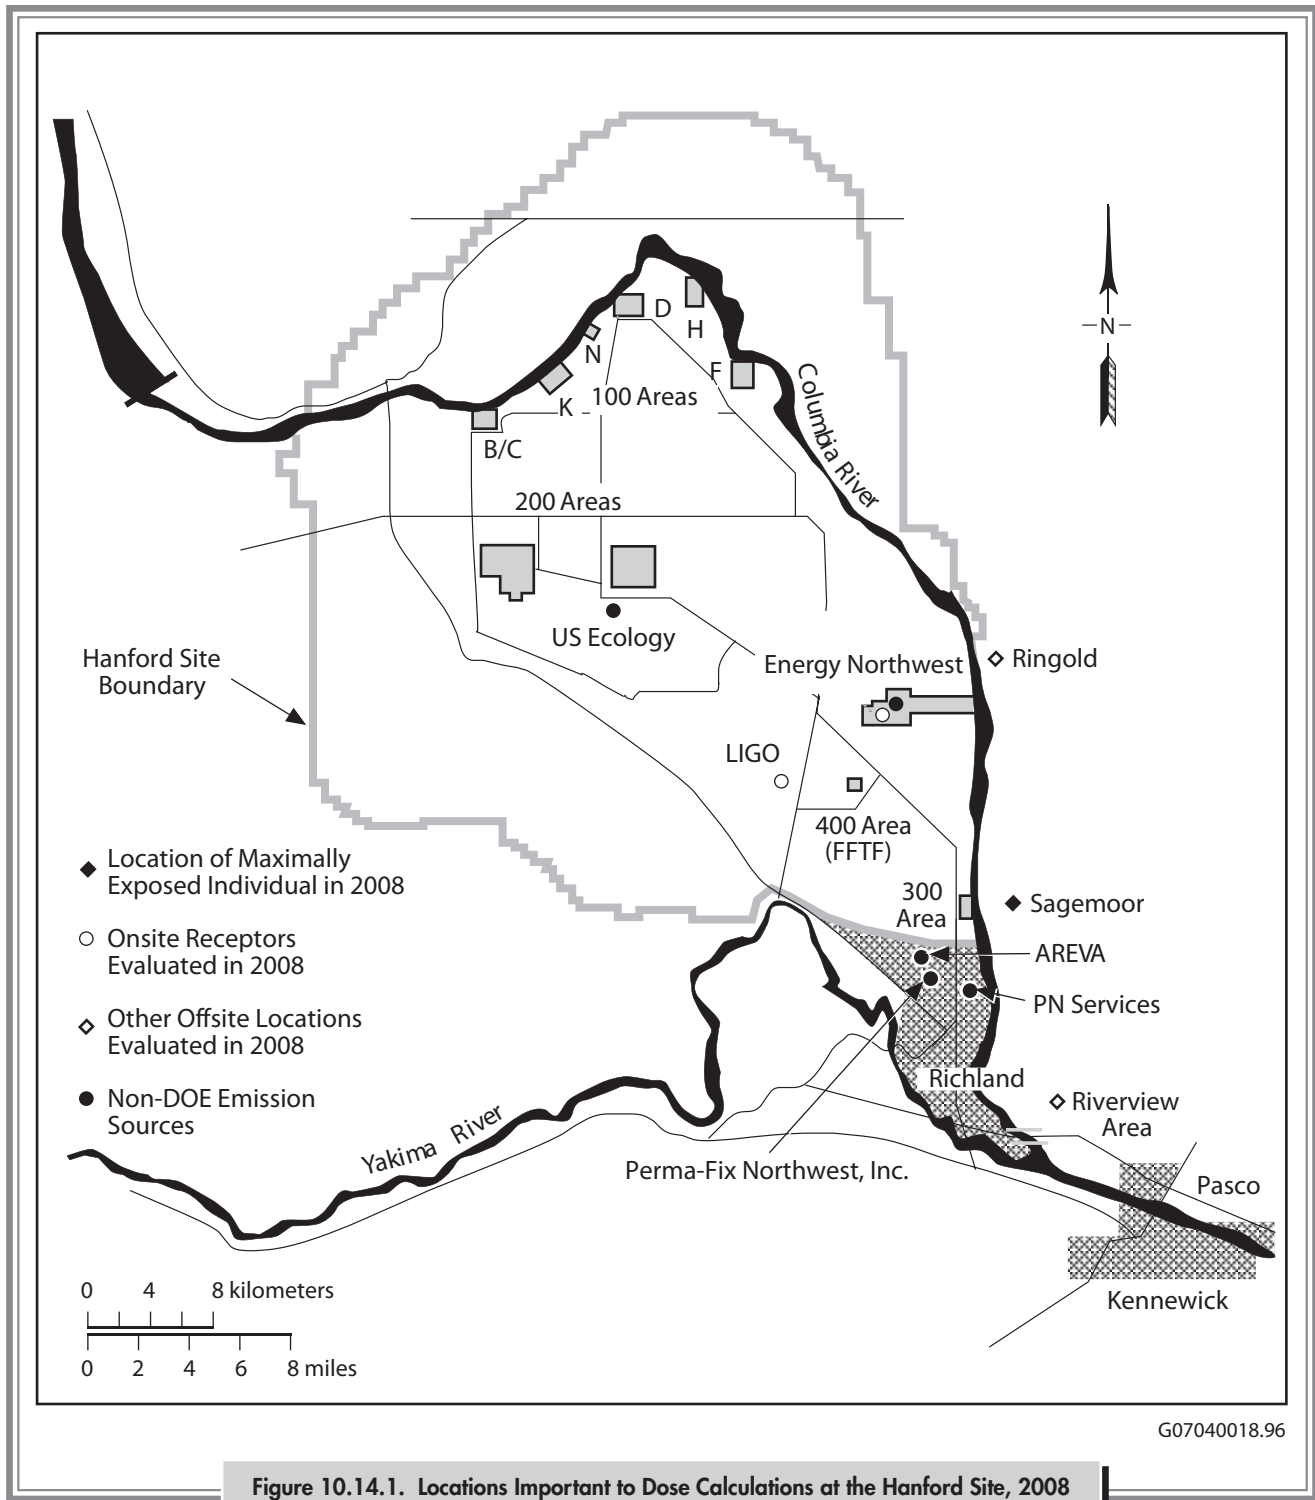 D
H
N
F
100 Areas
K
B/C
Columbia River
N
200 Areas
US Ecology
Hanford Site
Boundary
Energy Northwest
Ringold
LIGO
400 Area
(FFTF)
300
Area
Sagemoor
AREVA
PN Services
Richland
Riverview
Area
Perma-Fix Northwest, Inc.
Yakima River
Pasco
Kennewick
Location of Maximally
Exposed Individual in 2008
Onsite Receptors
Evaluated in 2008
Other Offsite Locations
Evaluated in 2008
Non-DOE Emission
Sources
0 4 8 kilometers
0 2 4 6 8 miles
G07040018.96
Figure 10.14.1. Locations Important to Dose Calculations at the Hanford Site, 2008